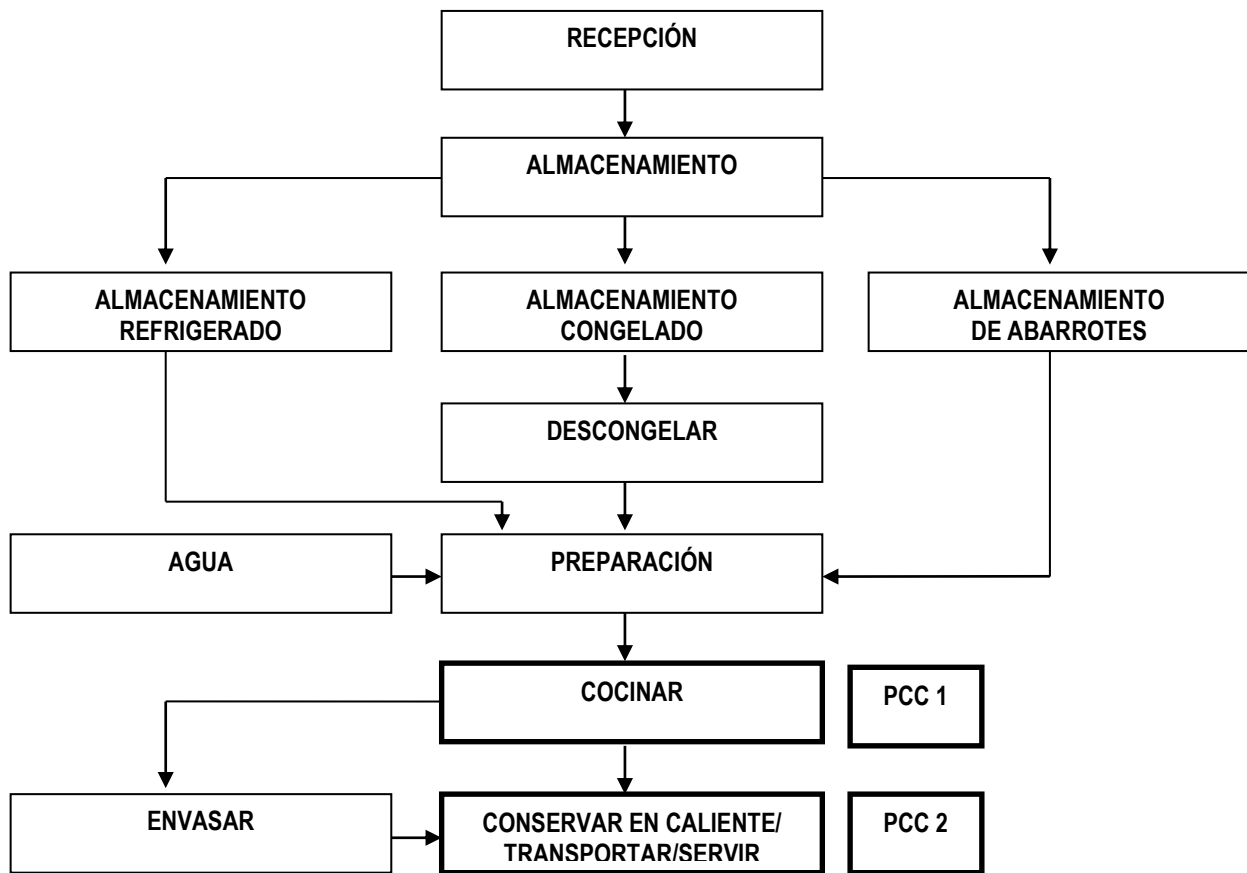 RECEPCIÓN
ALMACENAMIENTO
ALMACENAMIENTO
REFRIGERADO
ALMACENAMIENTO
CONGELADO
ALMACENAMIENTO
DE ABARROTES
DESCONGELAR
AGUA
PREPARACIÓN
COCINAR
PCC 1
ENVASAR
CONSERVAR EN CALIENTE/
TRANSPORTAR/SERVIR
PCC 2